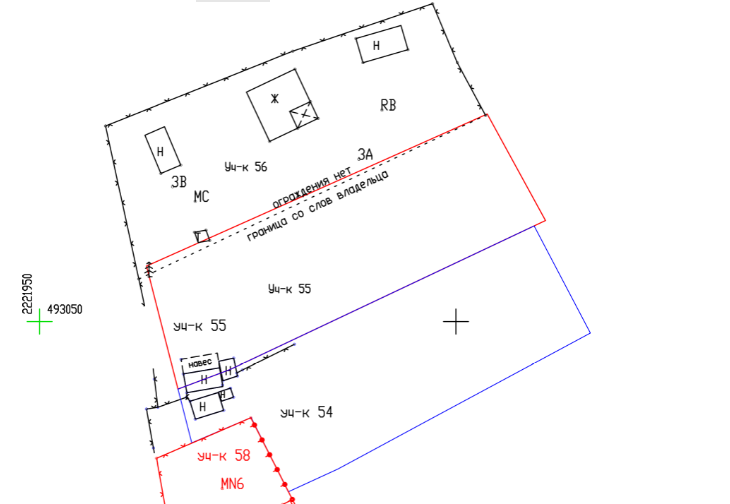 Н
Ж
RB
Н
ЗА
Уч-к 56
ЗВ
МС
ограждения нет
граница со слов владельца
Г
2221950
493050
Уч-к 55
Уч-к 55
навес
Н
Н
Н
Н
Уч-к 54
Уч-к 58
MN6